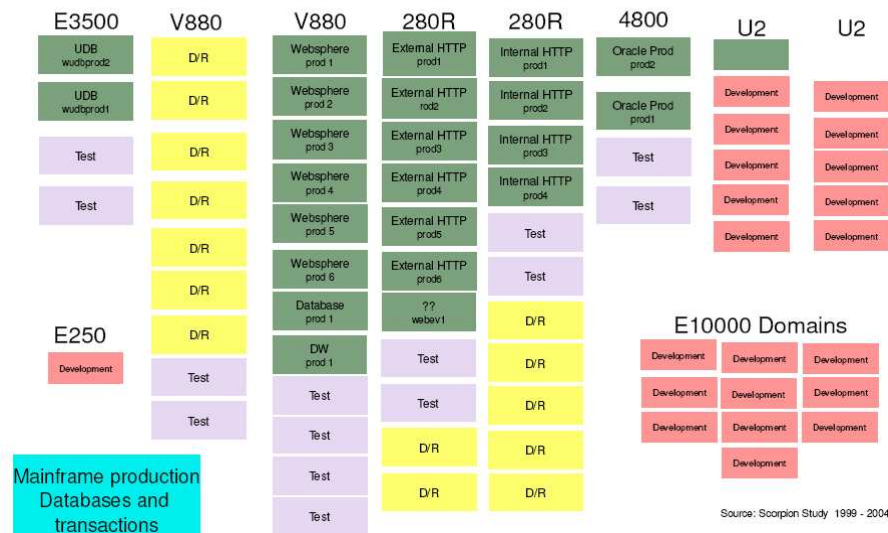 E3500
UDB
wudbprod2
UDB
wudbprod1
Test
Test
E250
Development
V880
D/R
D/R
D/R
D/R
D/R
D/R
D/R
Test
Test
V880
Websphere
prod 1
Websphere
prod 2
Websphere
prod 3
Websphere
prod 4
Websphere
prod 5
Websphere
prod 6
Database
prod 1
DW
prod 1
Test
Test
Test
Test
280R
External HTTP
prod1
External HTTP
rod2
External HTTP
prod3
External HTTP
prod4
External HTTP
prod5
External HTTP
prod6
??
webev1
Test
Test
D/R
D/R
280R
Internal HTTP
prod1
Internal HTTP
prod2
Internal HTTP
prod3
Internal HTTP
prod4
Test
Test
D/R
D/R
D/R
D/R
D/R
4800
Oracle Prod
prod2
Oracle Prod
prod1
Test
Test
U2
Development
Development
Development
Development
Development
U2
Development
Development
Development
Development
Development
E10000 Domains
Development
Development
Development
Development
Development
Development
Development
Development
Development
Development
Mainframe production
Databases and
transactions
Source: Scorpion Study 1999 - 2004